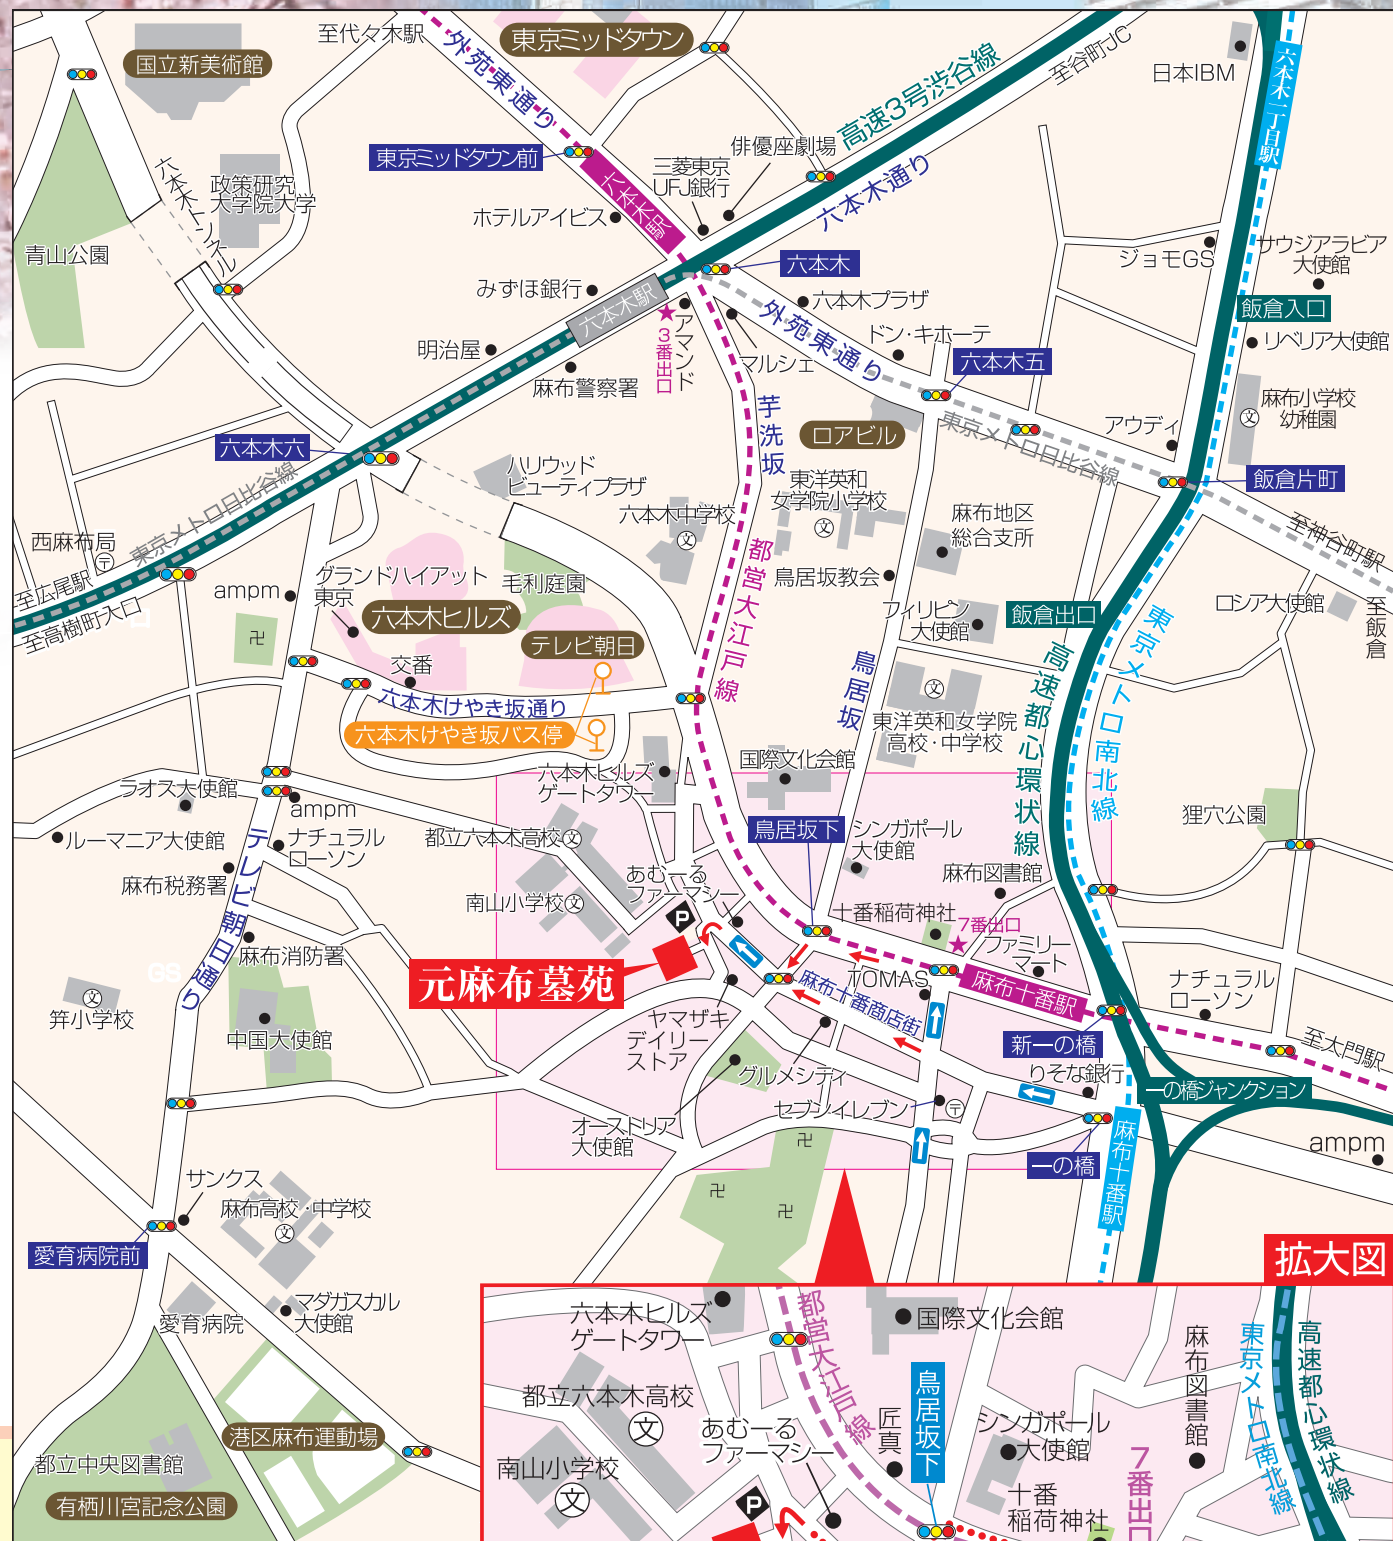 至代々木駅
東京ミッドタウン
国立新美術館
外苑東通り
高速3号渋谷線
至谷町JC
日本IBM
六本木一丁目駅
東京ミッドタウン前
俳優座劇場
三菱東京
UFJ銀行
六本木トンネル
政策研究
大学院大学
六本木駅
ホテルアイビス
六本木通り
青山公園
六本木
ジョモGS
サウジアラビア
大使館
みずほ銀行
六本木駅
六本木プラザ
飯倉入口
3番出口
アマンド
マルシェ
外苑東通り
ドン・キホーテ
リベリア大使館
明治屋
麻布警察署
六本木五
芋洗坂
麻布小学校
幼稚園
文
ロアビル
東京メトロ日比谷線
アウディ
六本木六
東京メトロ日比谷線
ハリウッド
ビューティプラザ
東洋英和
女学院小学校
文
飯倉片町
六本木中学校
文
麻布地区
総合支所
至神谷町駅
西麻布局
〒
至広尾駅
至高樹町入口
ampm
グランドハイアット
東京
毛利庭園
都営大江戸線
鳥居坂教会
フィリピン
大使館
飯倉出口
ロシア大使館
至飯倉
六本木ヒルズ
テレビ朝日
卍
交番
鳥居坂
高速都心環状線
東京メトロ南北線
六本木けやき坂通り
六本木けやき坂バス停
文
東洋英和女学院
高校・中学校
六本木ヒルズ
ゲートタワー
国際文化会館
ラオス大使館
ampm
ルーマニア大使館
ナチュラル
ローソン
テレビ朝日通り
都立六本木高校
文
鳥居坂下
シンガポール
大使館
狸穴公園
麻布税務署
あむーる
ファーマシー
麻布図書館
南山小学校
文
P
十番稲荷神社
7番出口
ファミリー
マート
麻布消防署
元麻布墓苑
GS
TOMAS
麻布十番駅
麻布十番商店街
ナチュラル
ローソン
文
笄小学校
中国大使館
ヤマザキ
デイリー
ストア
新一の橋
至大門駅
グルメシティ
りそな銀行
一の橋ジャンクション
セブンイレブン
〒
オーストリア
大使館
卍
一の橋
麻布十番駅
ampm
サンクス
麻布高校・中学校
文
卍
卍
愛育病院前
拡大図
愛育病院
マダガスカル
大使館
港区麻布運動場
都立中央図書館
有栖川宮記念公園
六本木ヒルズ
ゲートタワー
都営大江戸線
国際文化会館
都立六本木高校
文
あむーる
ファーマシー
匠真
鳥居坂下
シンガポール
大使館
麻布図書館
東京メトロ南北線
高速都心環状線
南山小学校
文
P
十番
稲荷神社
7番出口